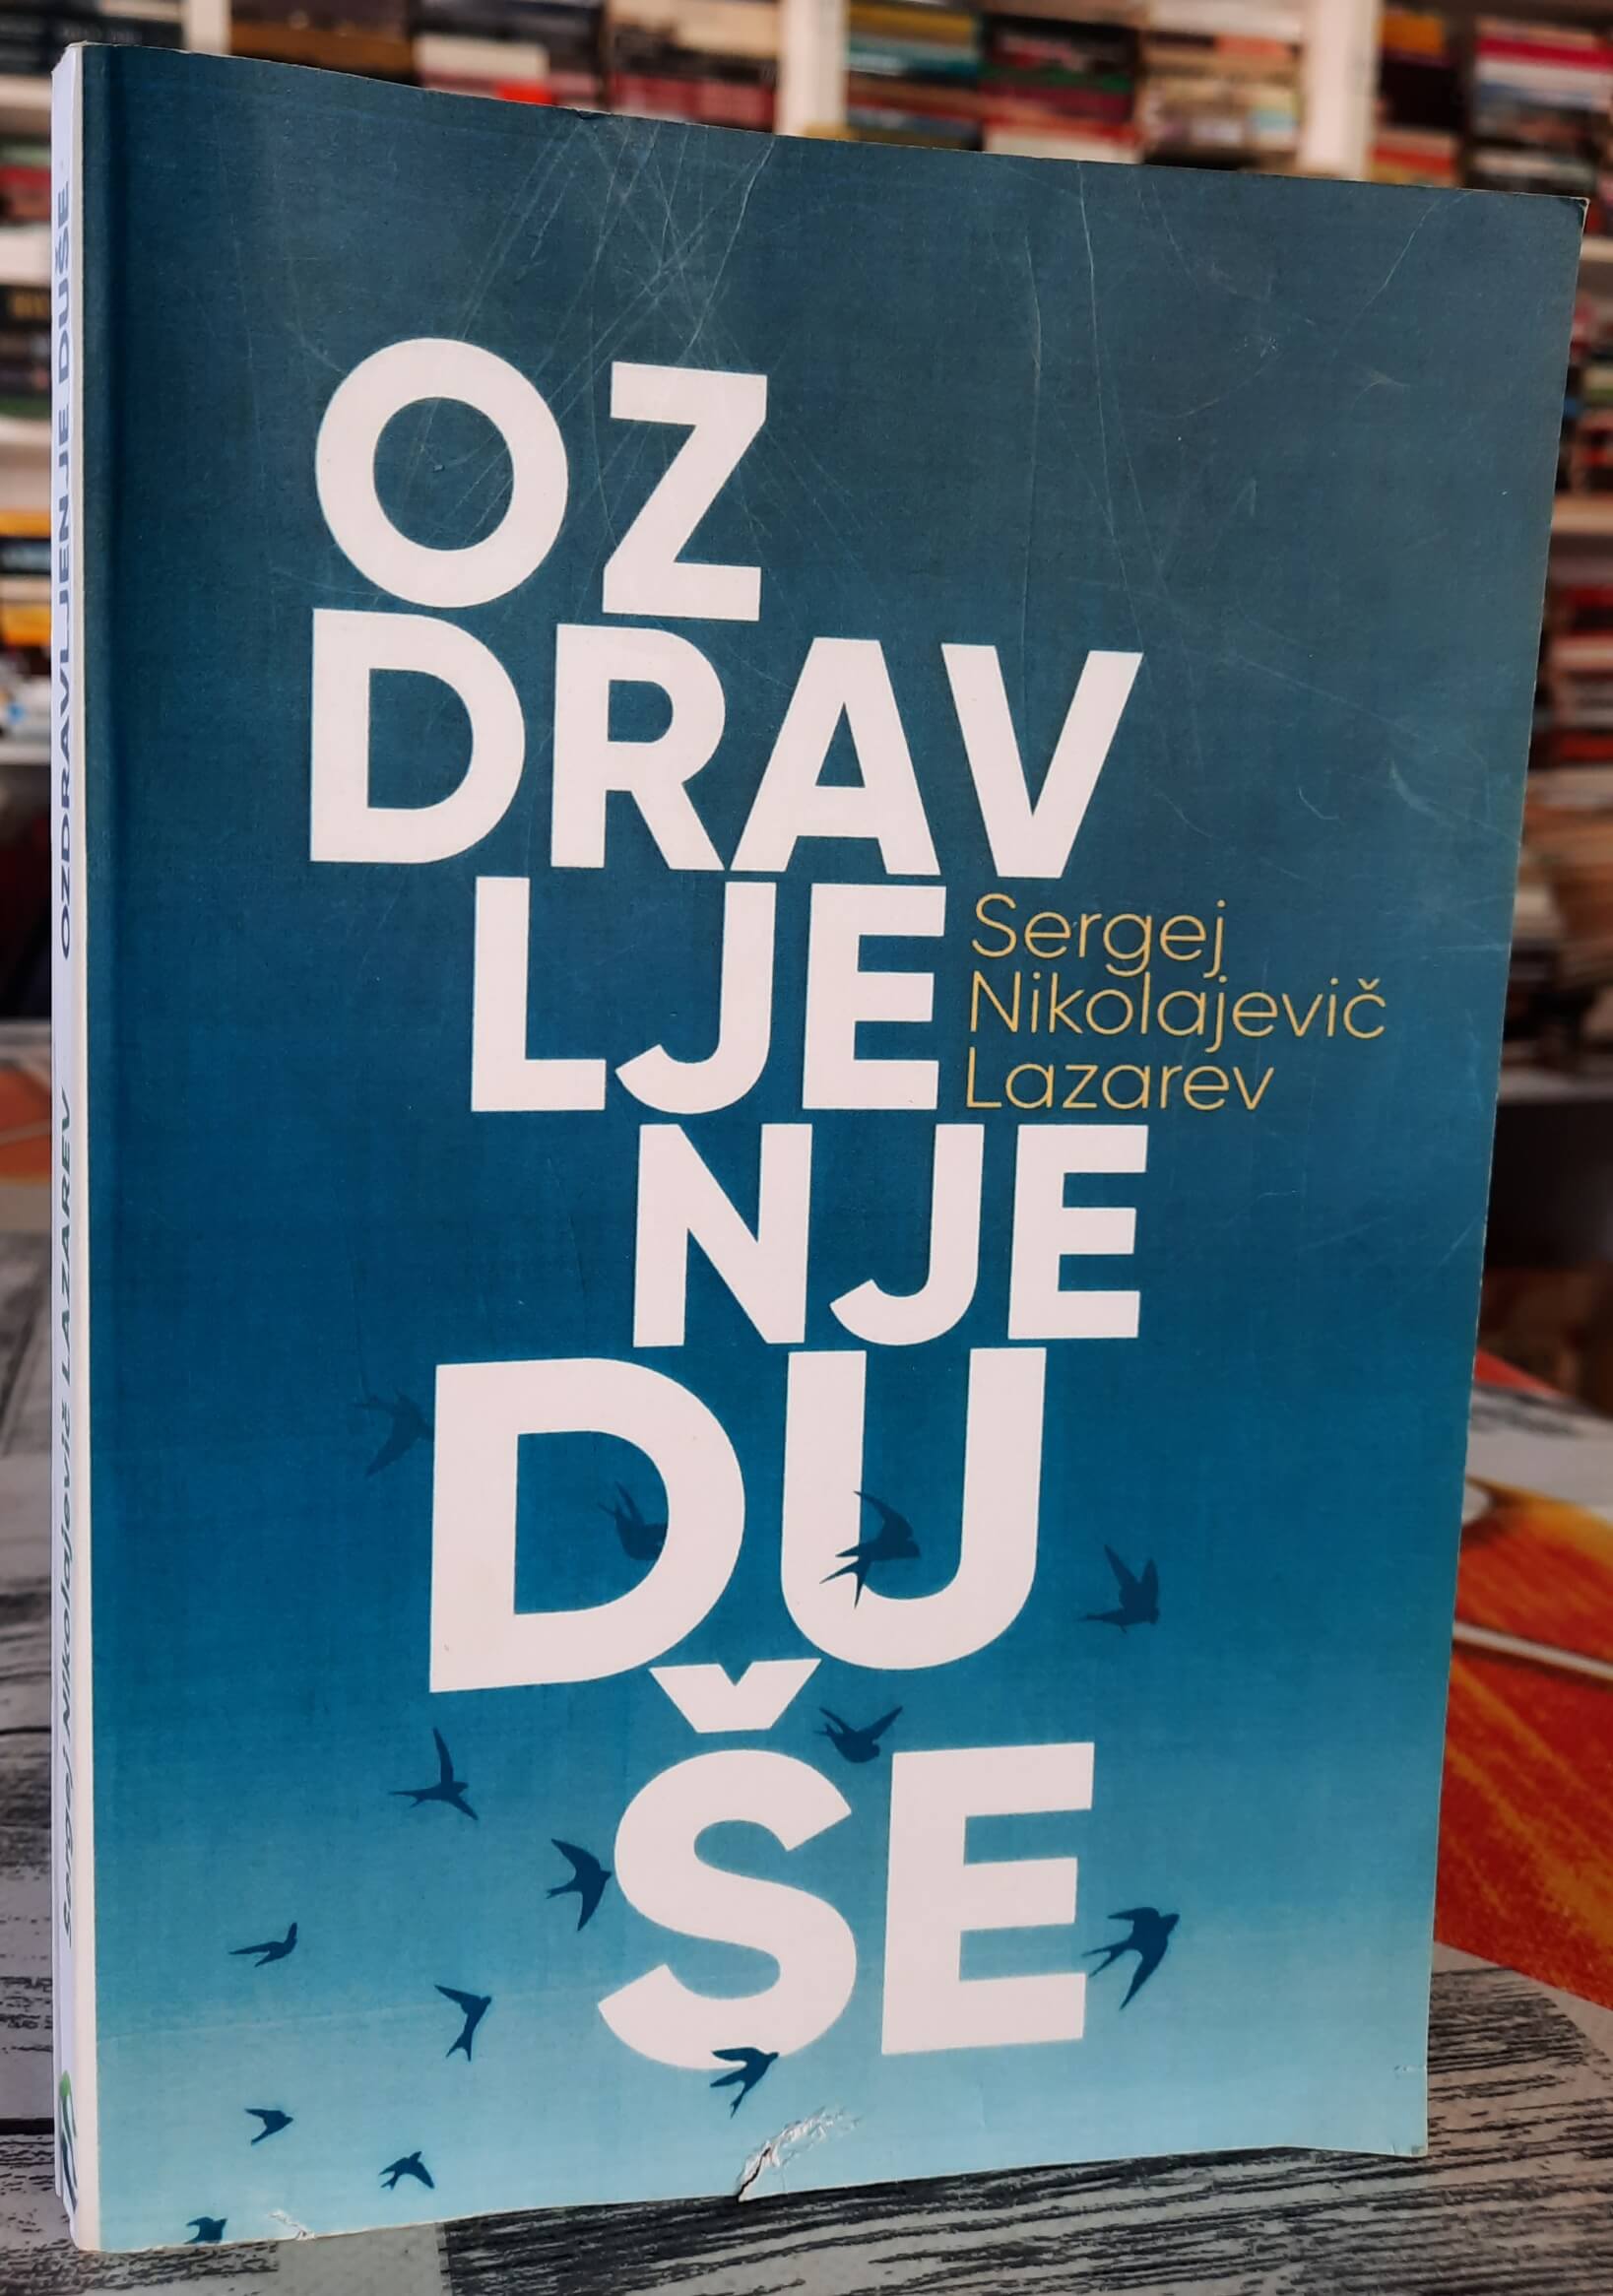 OZ
DRAV
LJE
NJE
DU
ŠE
Sergej
Nikolajevič
Lazarev
Sergej Nikolajevič LAZAREV OZDRAVLJENJE DUŠE